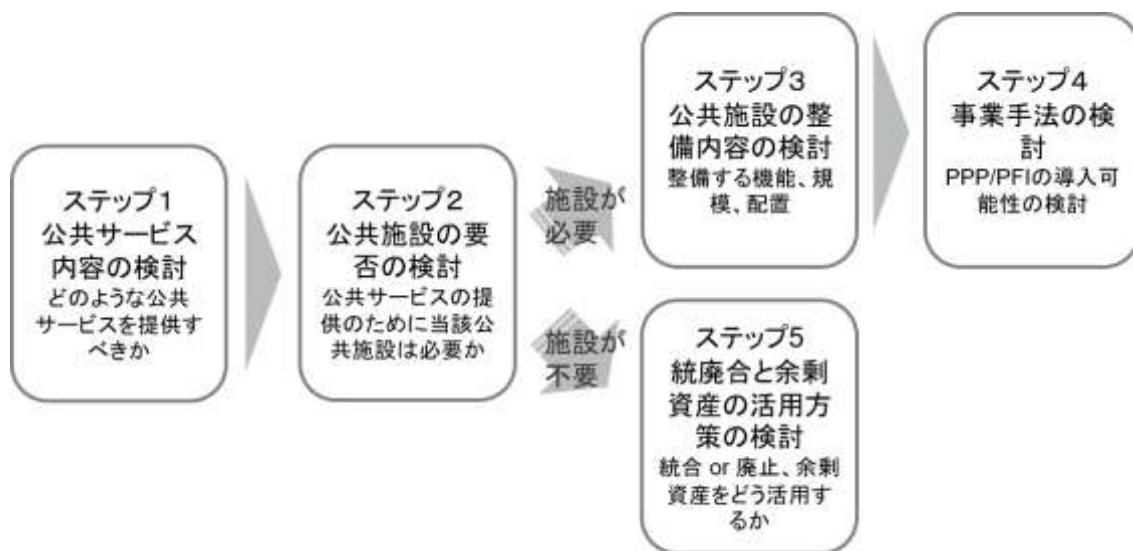 ステップ1
公共サービス
内容の検討
どのような公共
サービスを提供す
べきか
ステップ2
公共施設の要
否の検討
公共サービスの提
供のために当該公
共施設は必要か
施設が
必要
ステップ3
公共施設の整
備内容の検討
整備する機能、規
模、配置
ステップ4
事業手法の検
討
PPP/PFIの導入可
能性の検討
施設が
不要
ステップ5
統廃合と余剰
資産の活用方
策の検討
統合 or 廃止、余剰
資産をどう活用す
るか